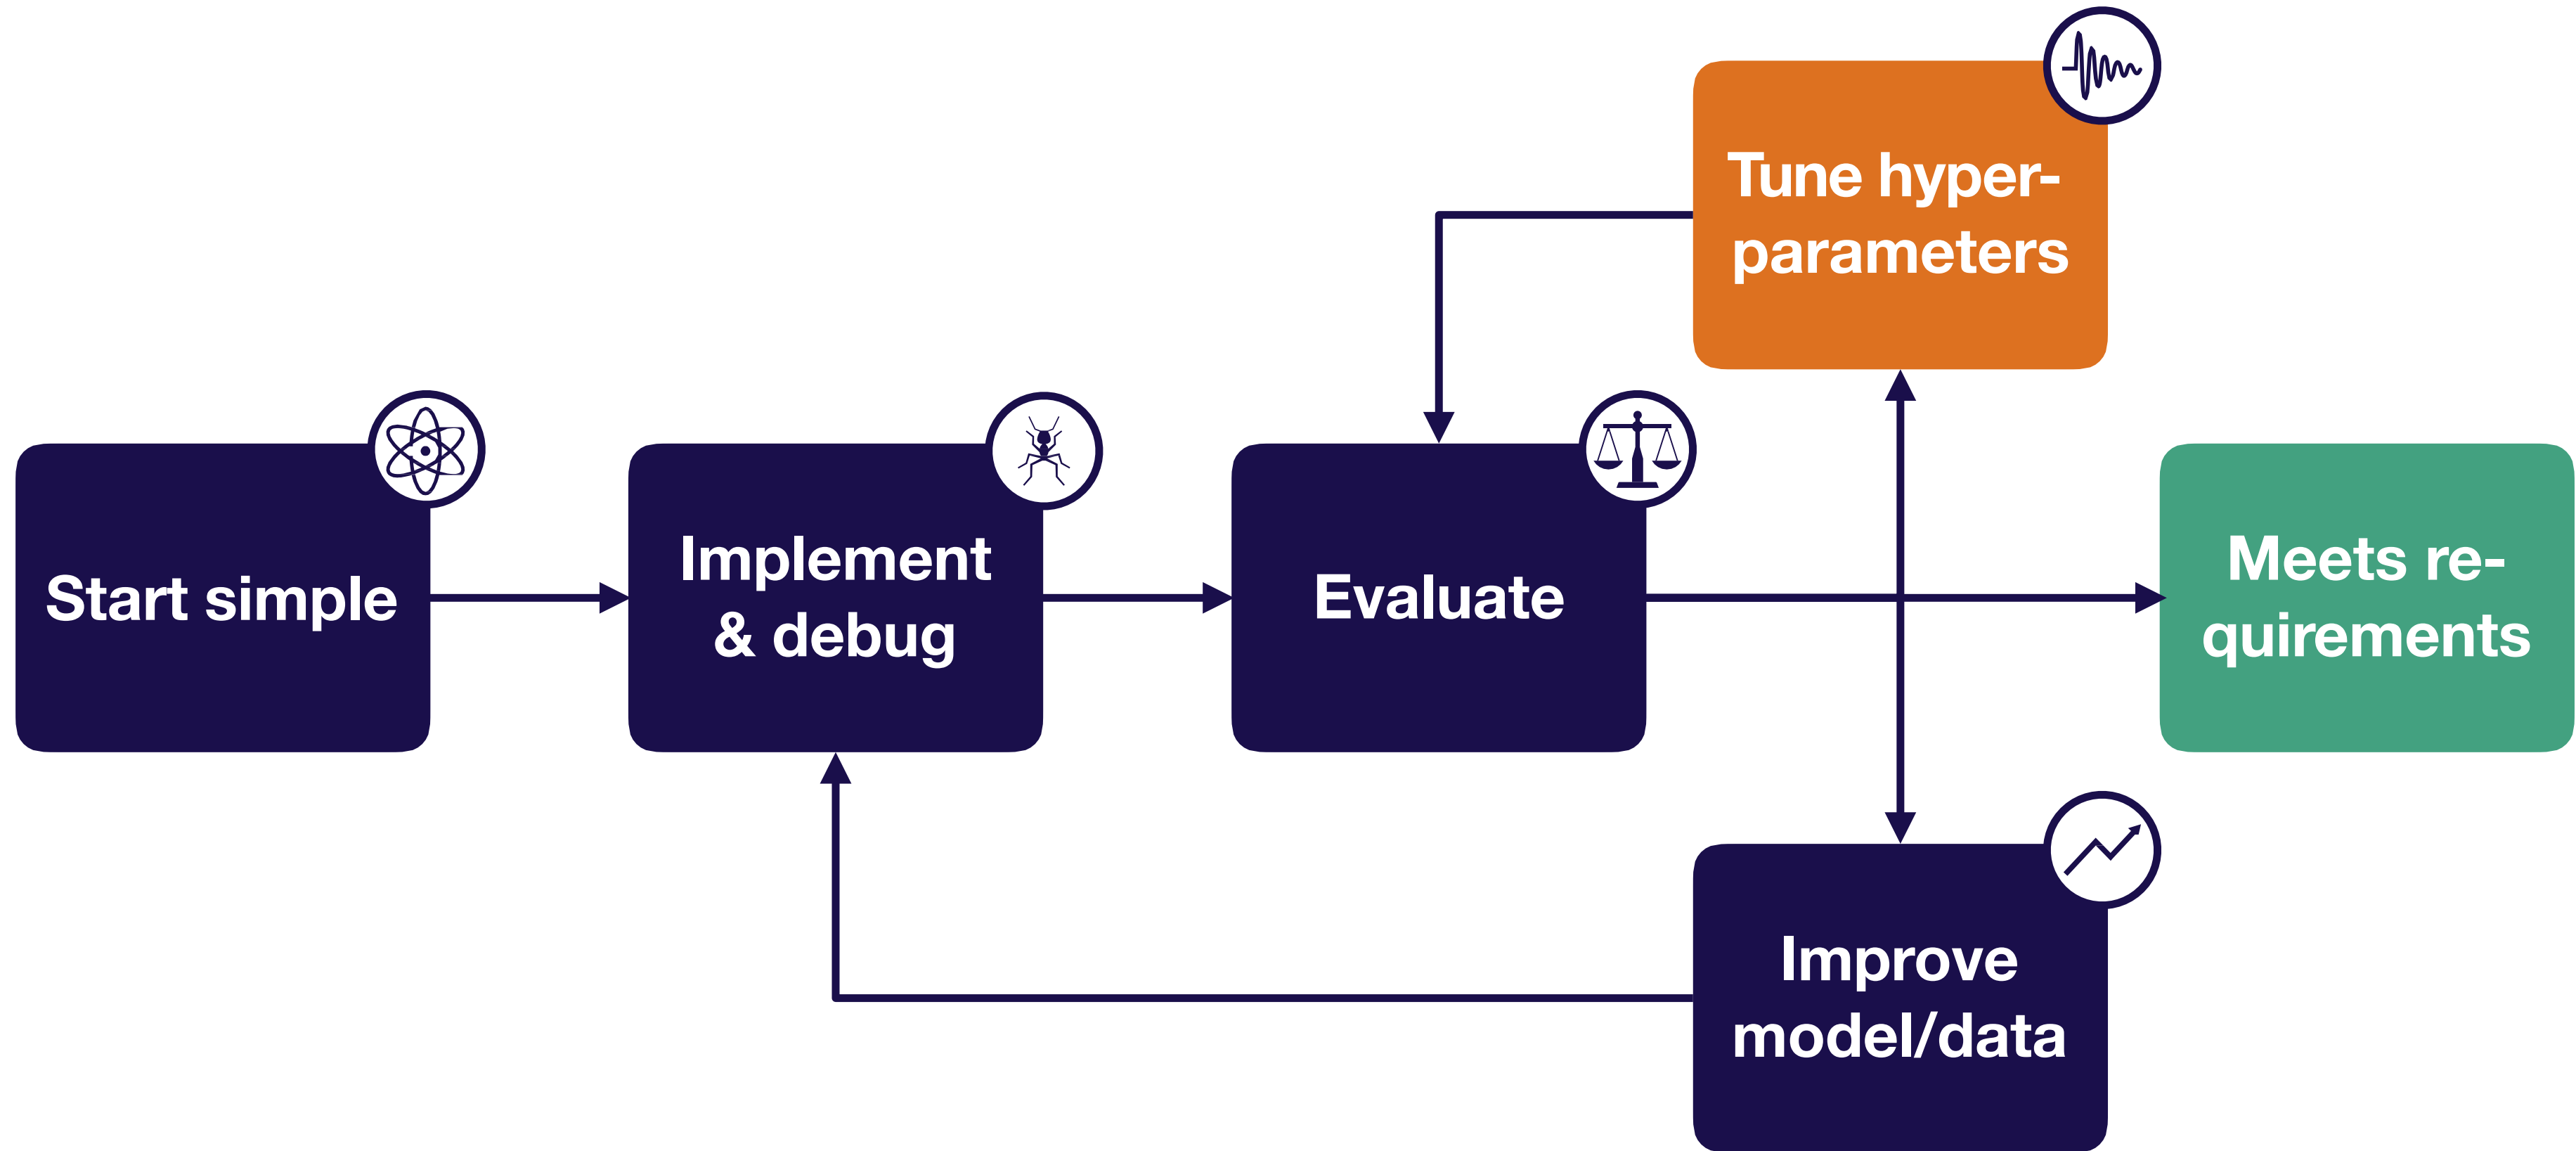 Tune hyper-
parameters
Start simple
Implement
& debug
Evaluate
Meets re-
quirements
Improve
model/data